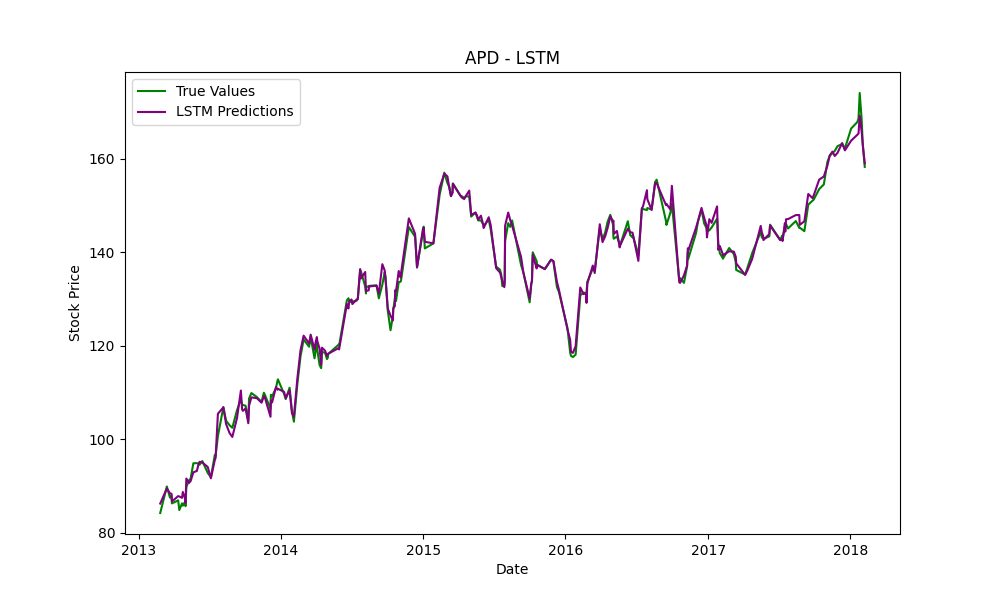 APD - LSTM
True Values
LSTM Predictions
Stock Price
160
140
120
100
80
2013 2014 2015 2016 2017 2018
Date